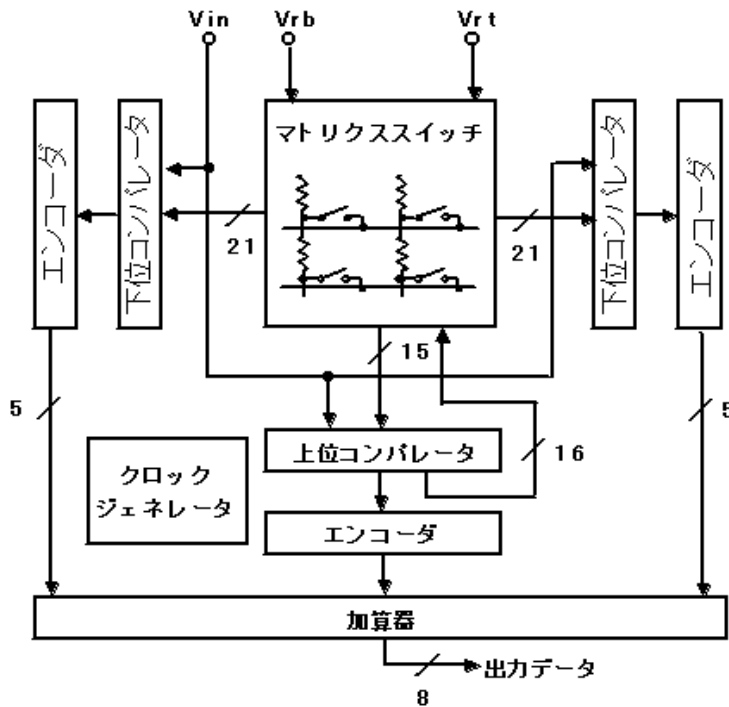 Vin
Vrb
Vrt
マトリクススイッチ
エンコーダ
下位コンパレータ
下位コンパレータ
エンコーダ
21
21
15
5
5
上位コンパレータ
16
クロック
ジェネレータ
エンコーダ
加算器
出力データ
8